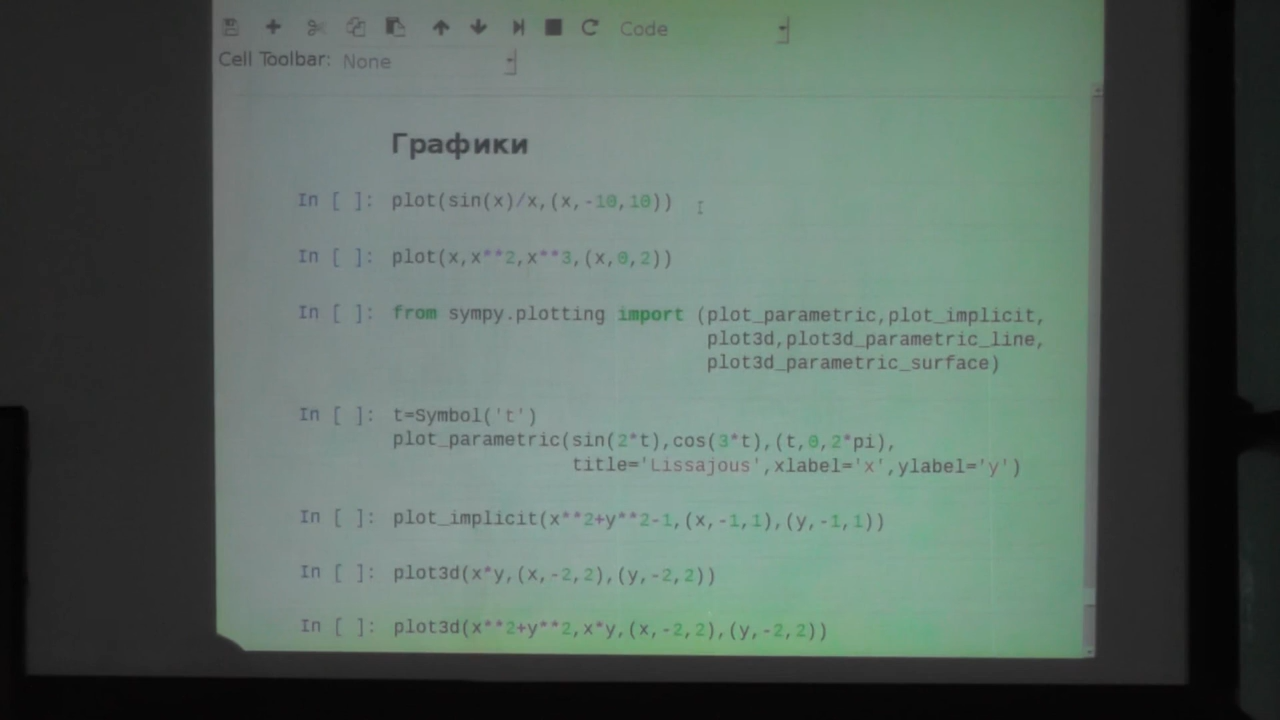 Code
Cell Toolbar: None
Графики
In [ ]: plot(sin(x)/x,(x,-10,10))
In [ ]: plot(x,x**2,x**3,(x,0,2))
In [ ]: from sympy.plotting import (plot_parametric,plot_implicit,
plot3d,plot3d_parametric_line,
plot3d_parametric_surface)
In [ ]: t=Symbol('t')
plot_parametric(sin(2*t),cos(3*t),(t,0,2*pi),
title='Lissajous',xlabel='x',ylabel='y')
In [ ]: plot_implicit(x**2+y**2-1,(x,-1,1),(y,-1,1))
In [ ]: plot3d(x*y,(x,-2,2),(y,-2,2))
In [ ]: plot3d(x**2+y**2,x*y,(x,-2,2),(y,-2,2))